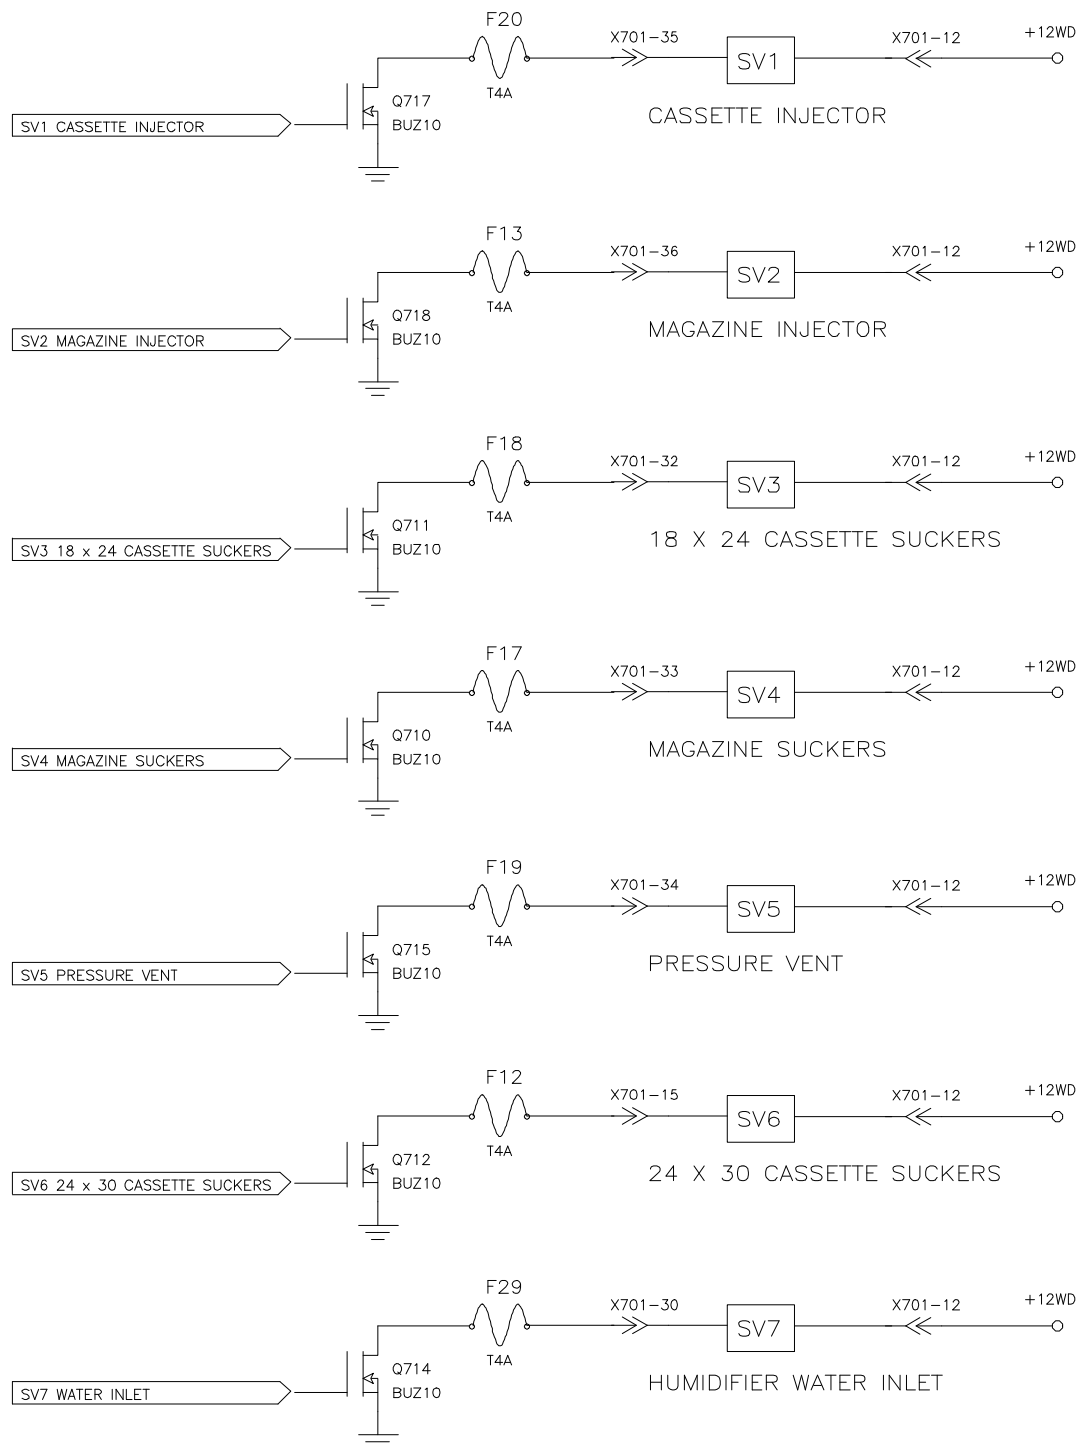 F20
X701-35
X701-12
+12WD
SV1
T4A
Q717
CASSETTE INJECTOR
SV1 CASSETTE INJECTOR
BUZ10
F13
X701-36
X701-12
+12WD
SV2
T4A
Q718
MAGAZINE INJECTOR
SV2 MAGAZINE INJECTOR
BUZ10
F18
X701-32
X701-12
+12WD
SV3
T4A
Q711
18 X 24 CASSETTE SUCKERS
SV3 18 x 24 CASSETTE SUCKERS
BUZ10
F17
X701-33
X701-12
+12WD
SV4
T4A
Q710
MAGAZINE SUCKERS
SV4 MAGAZINE SUCKERS
BUZ10
F19
X701-34
X701-12
+12WD
SV5
T4A
Q715
PRESSURE VENT
SV5 PRESSURE VENT
BUZ10
F12
X701-15
X701-12
+12WD
SV6
T4A
Q712
24 X 30 CASSETTE SUCKERS
SV6 24 x 30 CASSETTE SUCKERS
BUZ10
F29
X701-30
X701-12
+12WD
SV7
T4A
Q714
HUMIDIFIER WATER INLET
SV7 WATER INLET
BUZ10